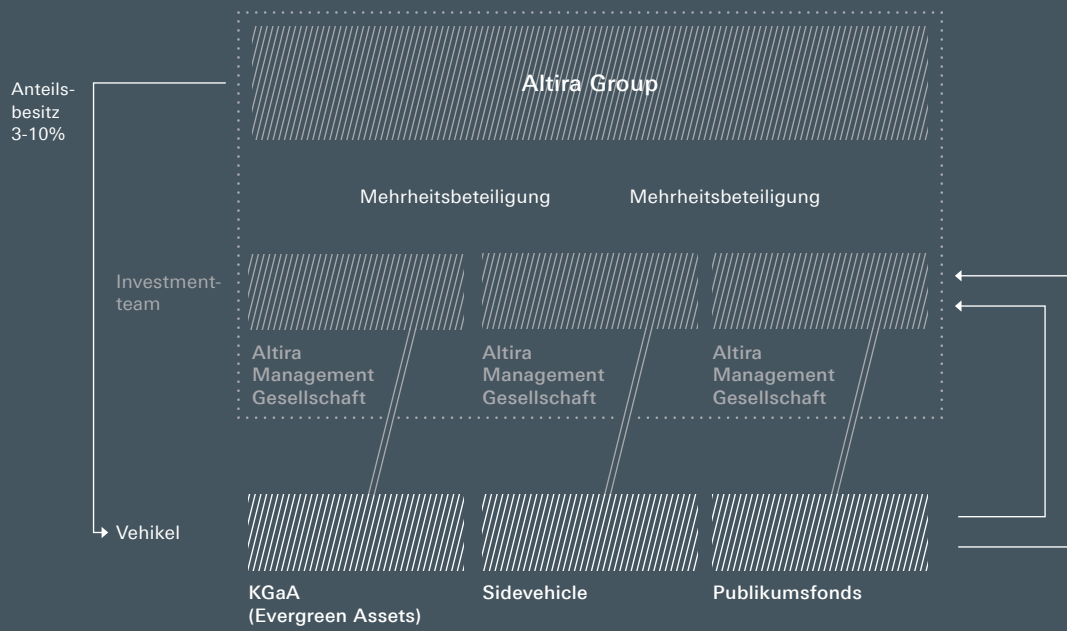 Altira Group
Anteils-
besitz
3-10%
Mehrheitsbeteiligung
Mehrheitsbeteiligung
Investment-
team
Altira
Management
Gesellschaft
Altira
Management
Gesellschaft
Altira
Management
Gesellschaft
Vehikel
KGaA
(Evergreen Assets)
Sidevehicle
Publikumsfonds